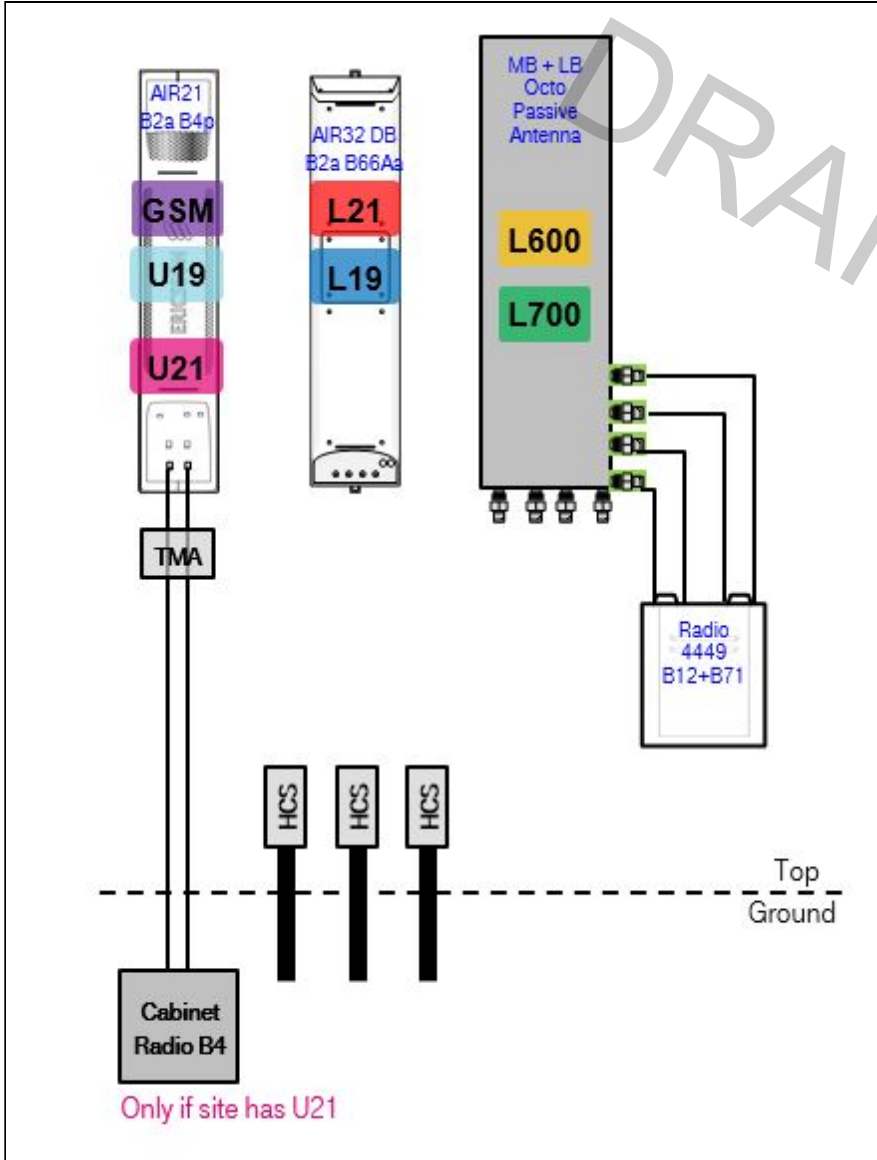 AIR21
B2a B4p
GSM
U19
U21
TMA
AIR32 DB
B2a B66Aa
L21
L19
MB + LB
Octo
Passive
Antenna
L600
L700
Radio
4449
B12+B71
HCS
HCS
HCS
Top
Ground
Cabinet
Radio B4
Only if site has U21